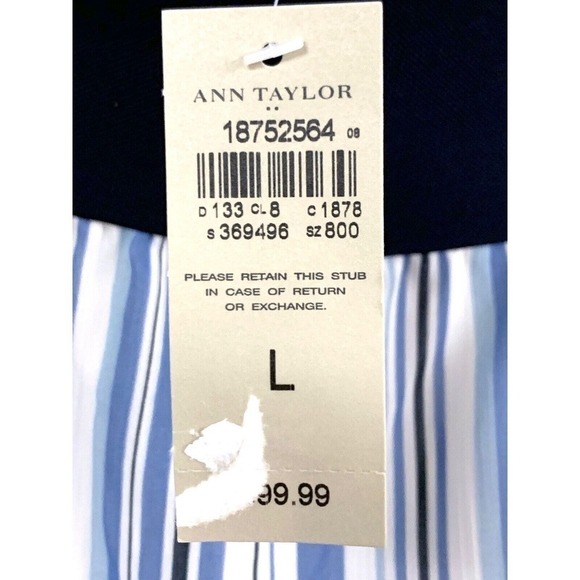 ANN TAYLOR
18752564 08
D 133 CL 8 C 1878
S 369496 SZ 800
PLEASE RETAIN THIS STUB
IN CASE OF RETURN
OR EXCHANGE.
L
99.99